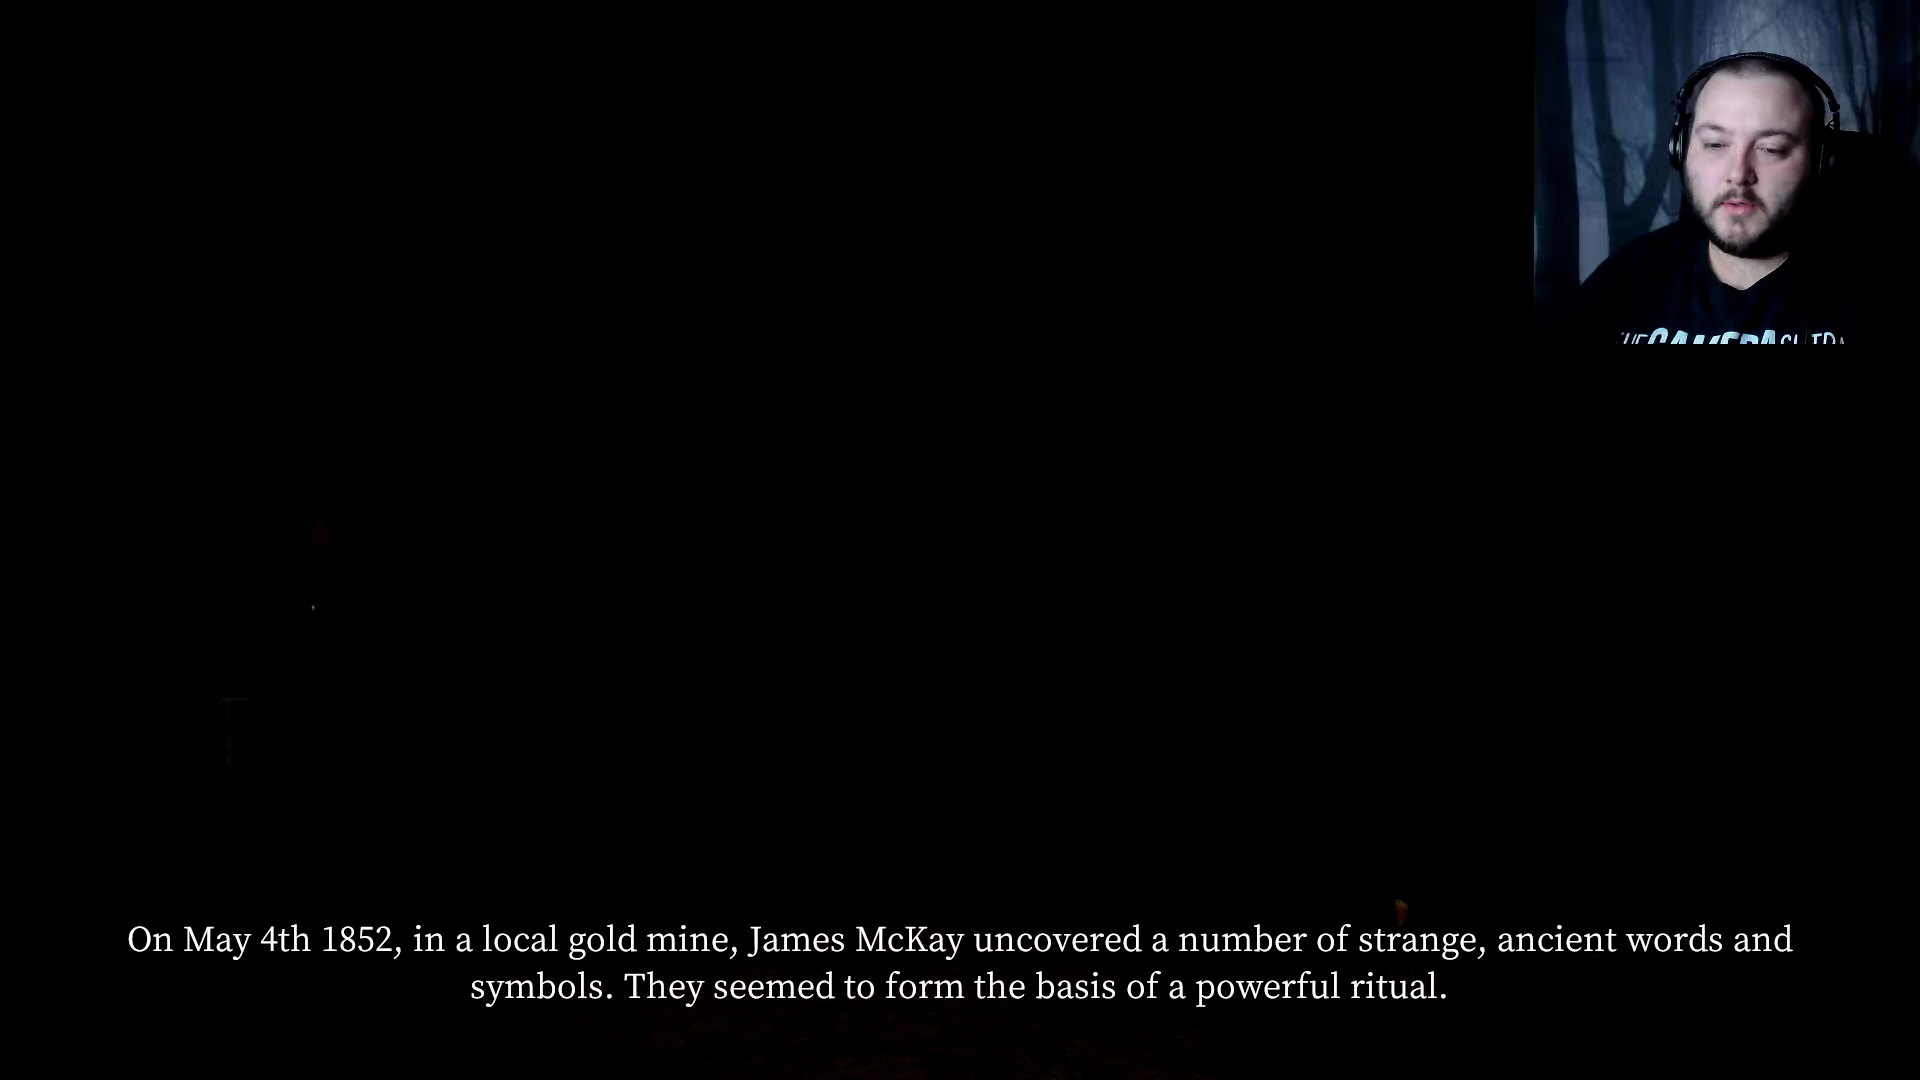 On May 4th 1852, in a local gold mine, James McKay uncovered a number of strange, ancient words and
symbols. They seemed to form the basis of a powerful ritual.